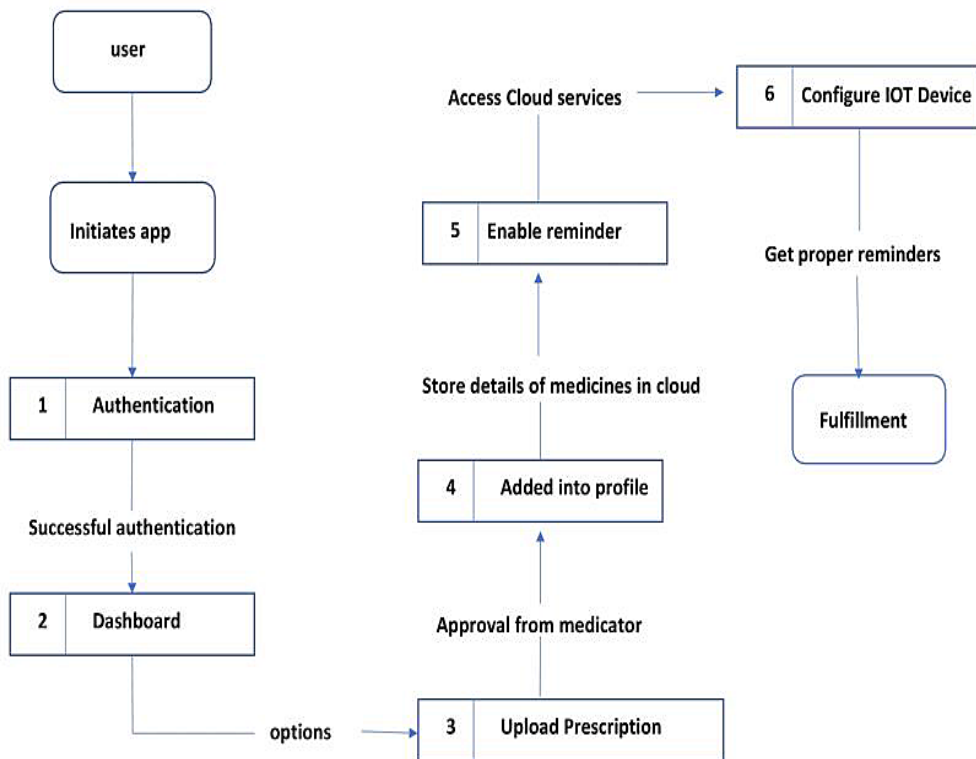 user
Initiates app
1 Authentication
Successful authentication
2 Dashboard
options
3 Upload Prescription
Approval from medicator
4 Added into profile
Store details of medicines in cloud
5 Enable reminder
Access Cloud services
6 Configure IOT Device
Get proper reminders
Fulfillment